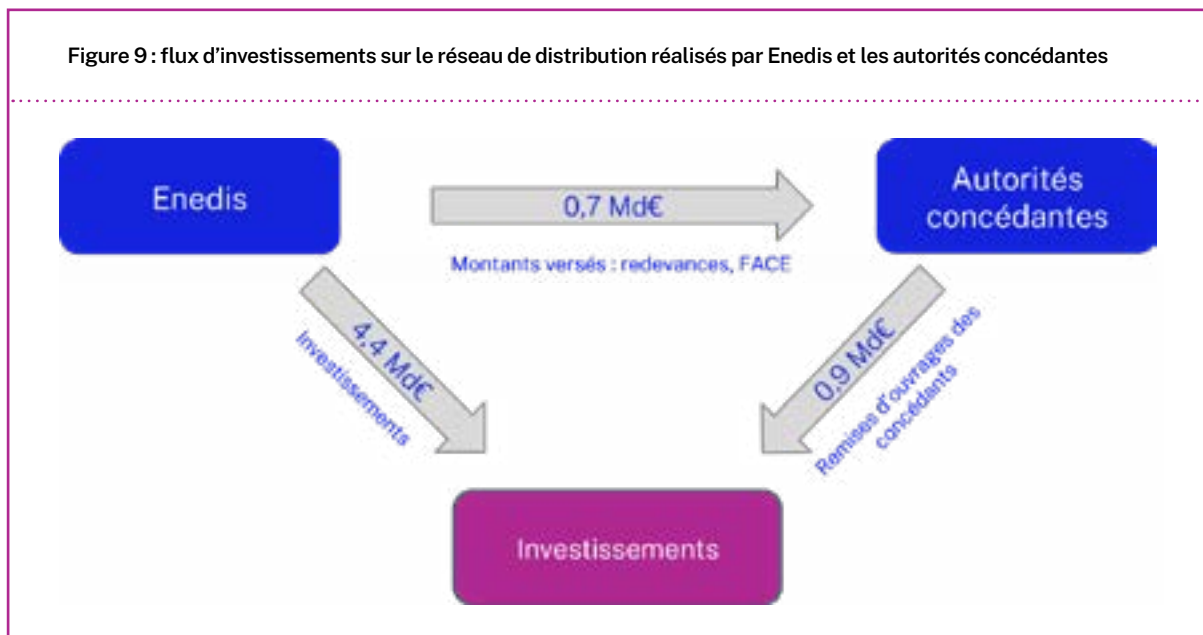 Figure 9 : flux d’investissements sur le réseau de distribution réalisés par Enedis et les autorités concédantes
Enedis
0,7 Md€
Autorités
concédantes
Montants versés : redevances, FACE
4,4 Md€
Investissements
0,9 Md€
Remises d’ouvrages des
concédants
Investissements